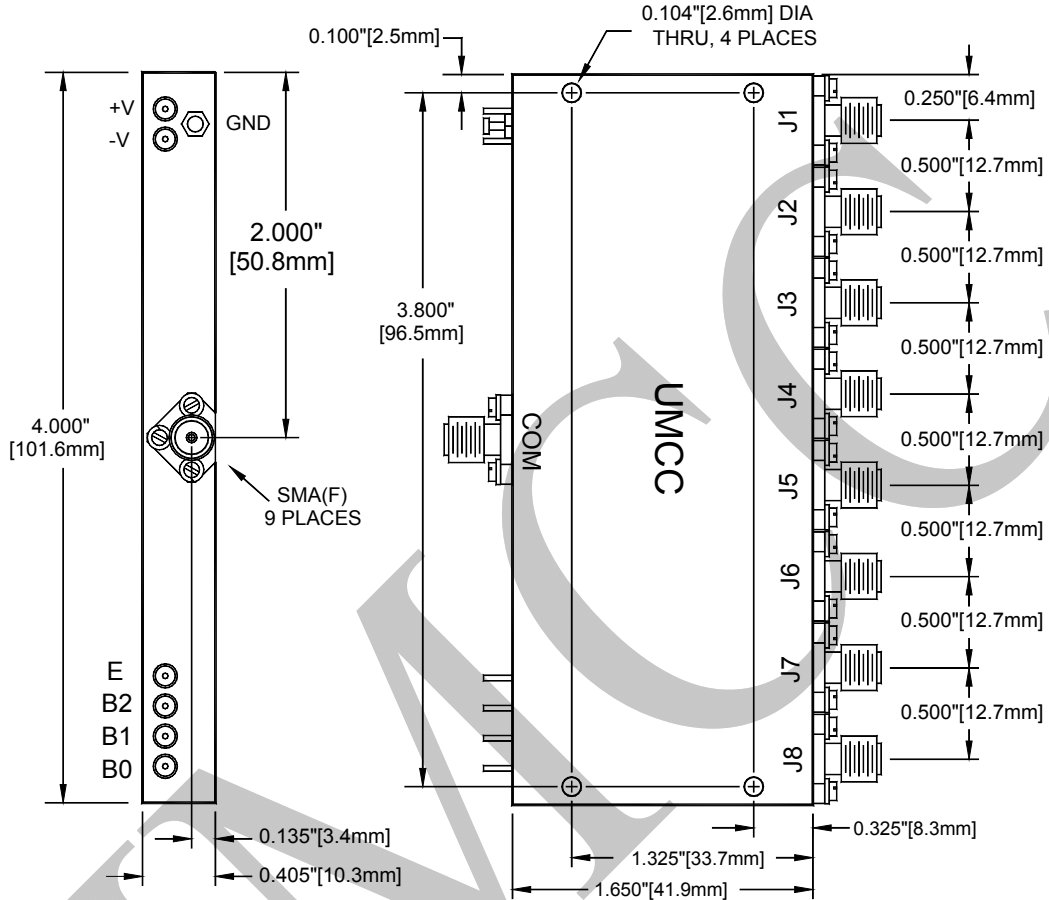 0.104"[2.6mm] DIA
THRU, 4 PLACES
0.100"[2.5mm]
+V
-V
GND
2.000"
[50.8mm]
4.000"
[101.6mm]
SMA(F)
9 PLACES
E
B2
B1
B0
0.135"[3.4mm]
0.405"[10.3mm]
3.800"
[96.5mm]
COM
UMCC
J1
J2
J3
J4
J5
J6
J7
J8
0.250"[6.4mm]
0.500"[12.7mm]
0.500"[12.7mm]
0.500"[12.7mm]
0.500"[12.7mm]
0.500"[12.7mm]
0.500"[12.7mm]
0.500"[12.7mm]
0.325"[8.3mm]
1.325"[33.7mm]
1.650"[41.9mm]
MCC